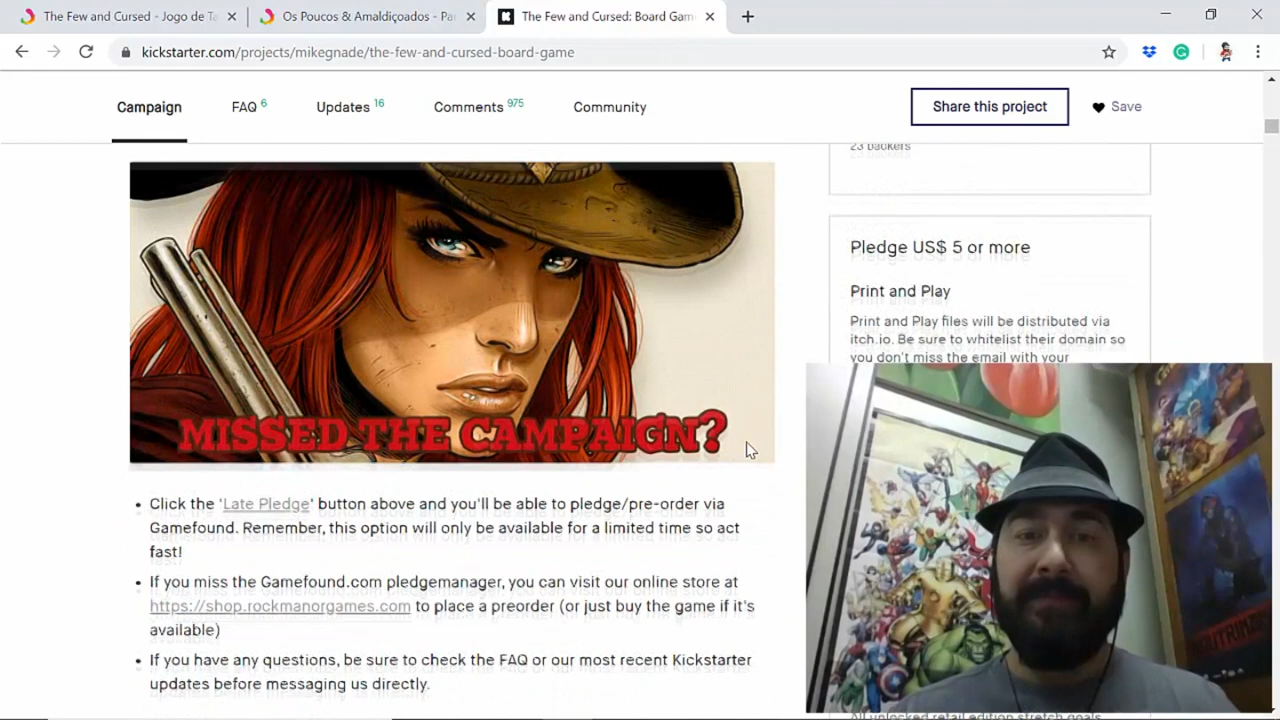 The Few and Cursed - Jogo de Ta
Os Poucos & Amaldiçoados - Pac
The Few and Cursed: Board Gam
kickstarter.com/projects/mikegnade/the-few-and-cursed-board-game
Campaign
FAQ 6
Updates 16
Comments 975
Community
Share this project
Save
23 backers
MISSED THE CAMPAIGN?
Pledge US$ 5 or more
Print and Play
Print and Play files will be distributed via
itch.io. Be sure to whitelist their domain so
you don't miss the email with your
Click the 'Late Pledge' button above and you'll be able to pledge/pre-order via
Gamefound. Remember, this option will only be available for a limited time so act
fast!
If you miss the Gamefound.com pledgemanager, you can visit our online store at
https://shop.rockmanorgames.com to place a preorder (or just buy the game if it's
available)
If you have any questions, be sure to check the FAQ or our most recent Kickstarter
updates before messaging us directly.
All unlocked retail edition stretch goals